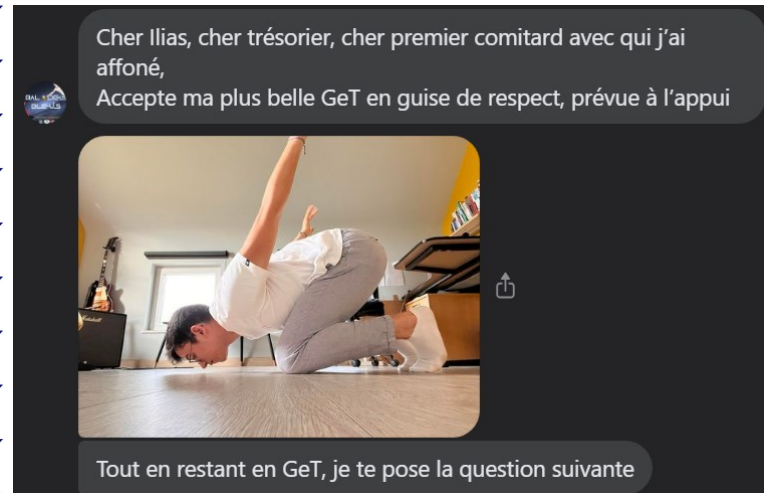 Cher Ilias, cher trésorier, cher premier comitard avec qui j'ai
affoné,
Accepte ma plus belle GeT en guise de respect, prévue à l'appui
Marshall
Tout en restant en GeT, je te pose la question suivante